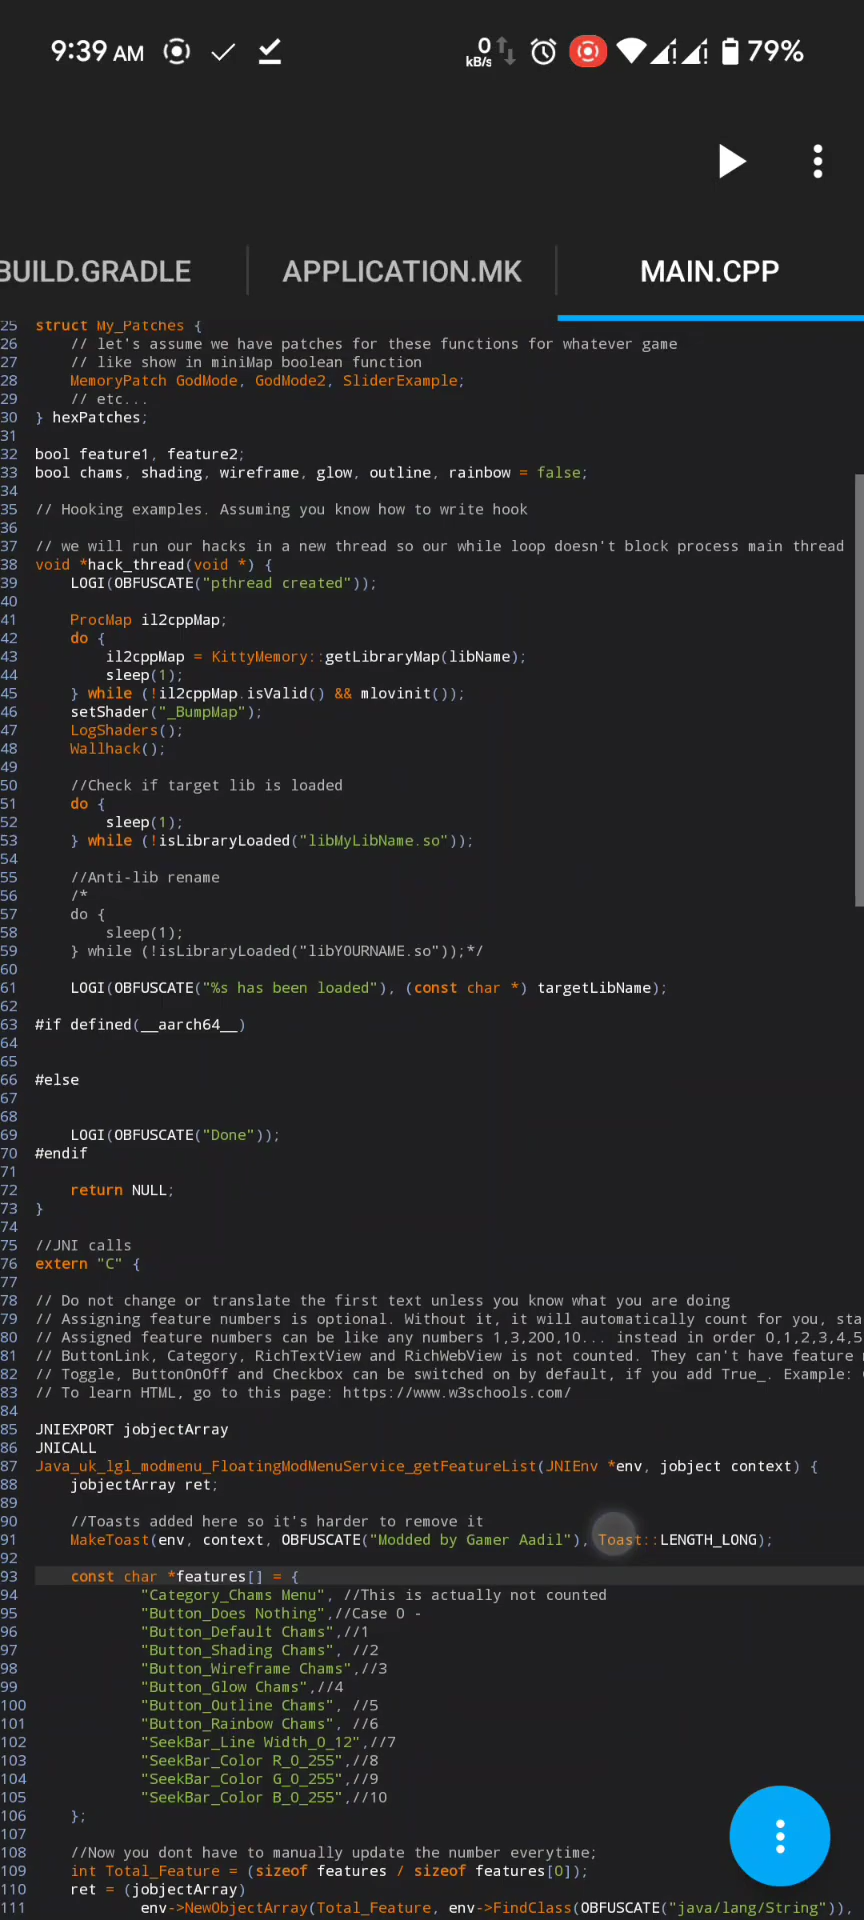 9:39 AM
0 kB/s
79%
BUILD.GRADLE
APPLICATION.MK
MAIN.CPP
25 struct My_Patches {
26     // let's assume we have patches for these functions for whatever game
27     // like show in miniMap boolean function
28     MemoryPatch GodMode, GodMode2, SliderExample;
29     // etc...
30 } hexPatches;
31
32 bool feature1, feature2;
33 bool chams, shading, wireframe, glow, outline, rainbow = false;
34
35 // Hooking examples. Assuming you know how to write hook
36
37 // we will run our hacks in a new thread so our while loop doesn't block process main thread
38 void *hack_thread(void *) {
39     LOGI(OBFUSCATE("pthread created"));
40
41     ProcMap il2cppMap;
42     do {
43         il2cppMap = KittyMemory::getLibraryMap(libName);
44         sleep(1);
45     } while (!il2cppMap.isValid() && mlovinit());
46     setShader("_BumpMap");
47     LogShaders();
48     Wallhack();
49
50     //Check if target lib is loaded
51     do {
52         sleep(1);
53     } while (!isLibraryLoaded("libMyLibName.so"));
54
55     //Anti-lib rename
56     /*
57     do {
58         sleep(1);
59     } while (!isLibraryLoaded("libYOURNAME.so"));*/
60
61     LOGI(OBFUSCATE("%s has been loaded"), (const char *) targetLibName);
62
63 #if defined(__aarch64__)
64
65
66 #else
67
68
69     LOGI(OBFUSCATE("Done"));
70 #endif
71
72     return NULL;
73 }
74
75 //JNI calls
76 extern "C" {
77
78 // Do not change or translate the first text unless you know what you are doing
79 // Assigning feature numbers is optional. Without it, it will automatically count for you, sta
80 // Assigned feature numbers can be like any numbers 1,3,200,10... instead in order 0,1,2,3,4,5
81 // ButtonLink, Category, RichTextView and RichWebView is not counted. They can't have feature
82 // Toggle, ButtonOnOff and Checkbox can be switched on by default, if you add True_. Example:
83 // To learn HTML, go to this page: https://www.w3schools.com/
84
85 JNIEXPORT jobjectArray
86 JNICALL
87 Java_uk_lgl_modmenu_FloatingModMenuService_getFeatureList(JNIEnv *env, jobject context) {
88     jobjectArray ret;
89
90     //Toasts added here so it's harder to remove it
91     MakeToast(env, context, OBFUSCATE("Modded by Gamer Aadil"), Toast::LENGTH_LONG);
92
93     const char *features[] = {
94             "Category_Chams Menu", //This is actually not counted
95             "Button_Does Nothing",//Case 0 -
96             "Button_Default Chams",//1
97             "Button_Shading Chams", //2
98             "Button_Wireframe Chams",//3
99             "Button_Glow Chams",//4
100             "Button_Outline Chams", //5
101             "Button_Rainbow Chams", //6
102             "SeekBar_Line Width_0_12",//7
103             "SeekBar_Color R_0_255",//8
104             "SeekBar_Color G_0_255",//9
105             "SeekBar_Color B_0_255",//10
106     };
107
108     //Now you dont have to manually update the number everytime;
109     int Total_Feature = (sizeof features / sizeof features[0]);
110     ret = (jobjectArray)
111             env->NewObjectArray(Total_Feature, env->FindClass(OBFUSCATE("java/lang/String")),